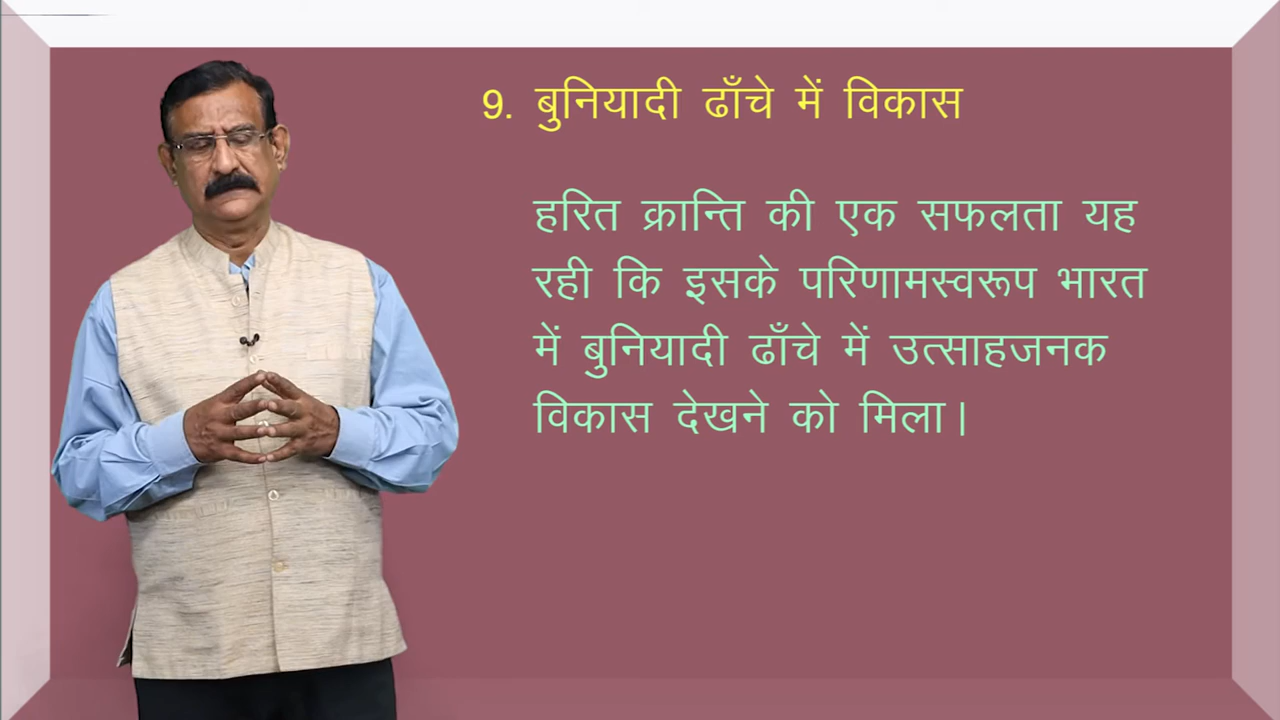 9. बुनियादी ढाँचे में विकास
हरित क्रान्ति की एक सफलता यह
रही कि इसके परिणामस्वरूप भारत
में बुनियादी ढाँचे में उत्साहजनक
विकास देखने को मिला |